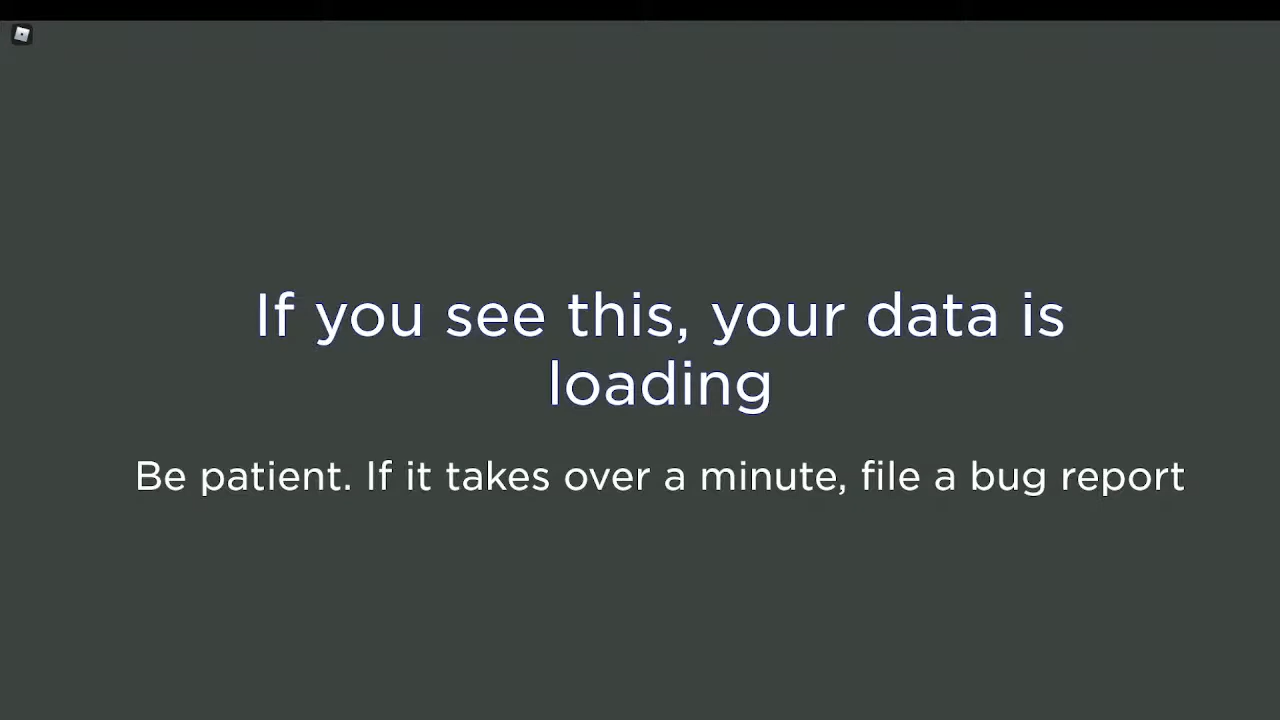 If you see this, your data is
loading
Be patient. If it takes over a minute, file a bug report